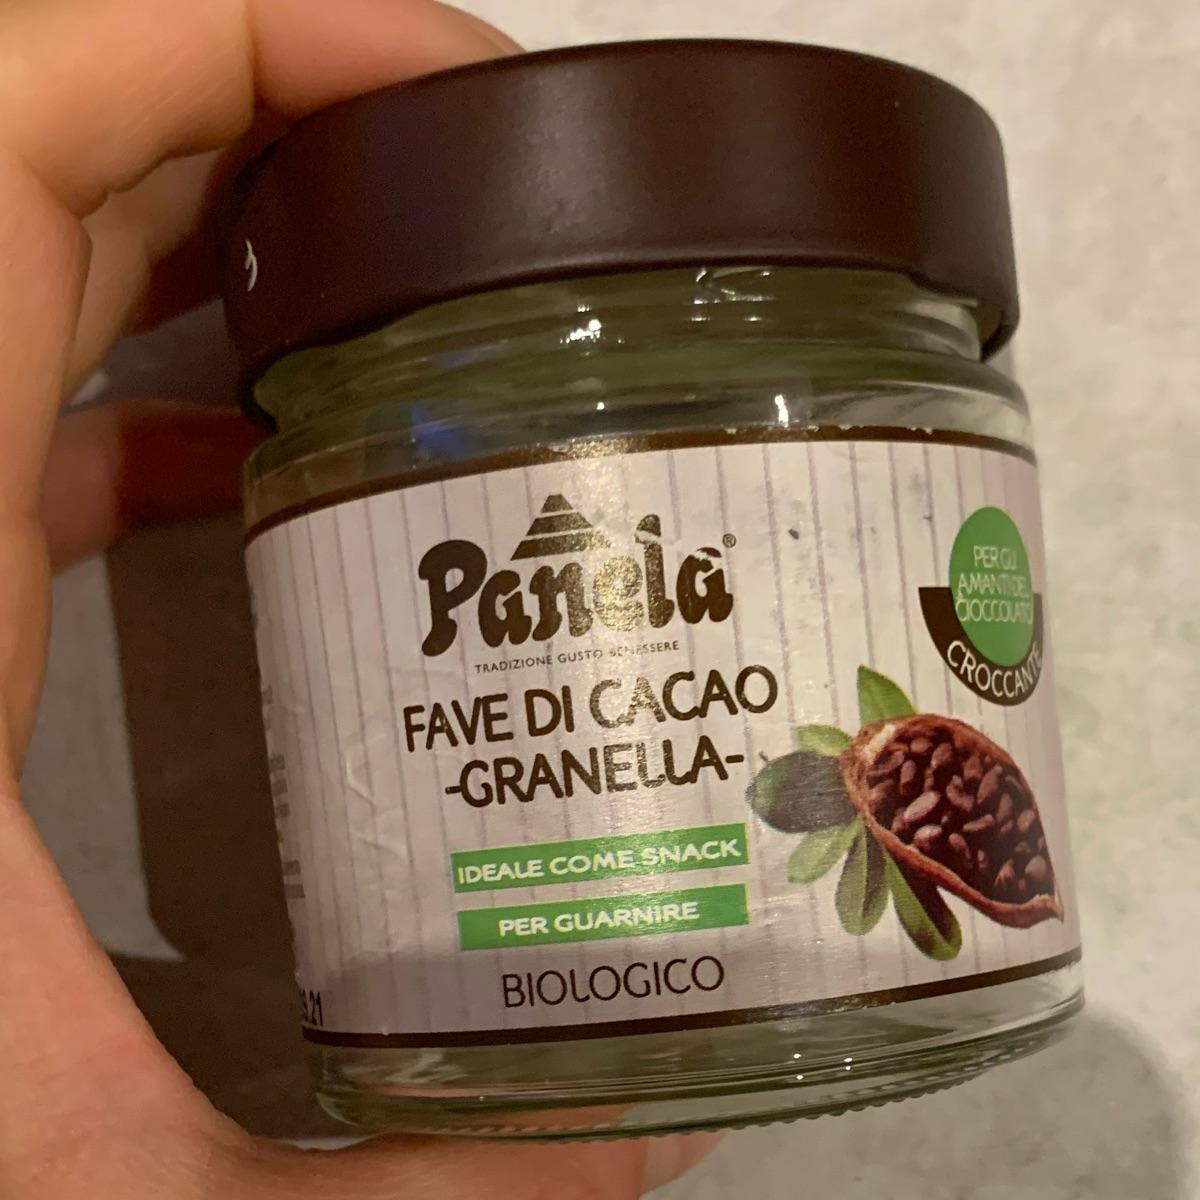 Panela®
TRADIZIONE GUSTO BENESSERE
FAVE DI CACAO
-GRANELLA-
IDEALE COME SNACK
PER GUARNIRE
BIOLOGICO
PER GLI
AMANTI DEL
CIOCCOLATO
CROCCANTE
21